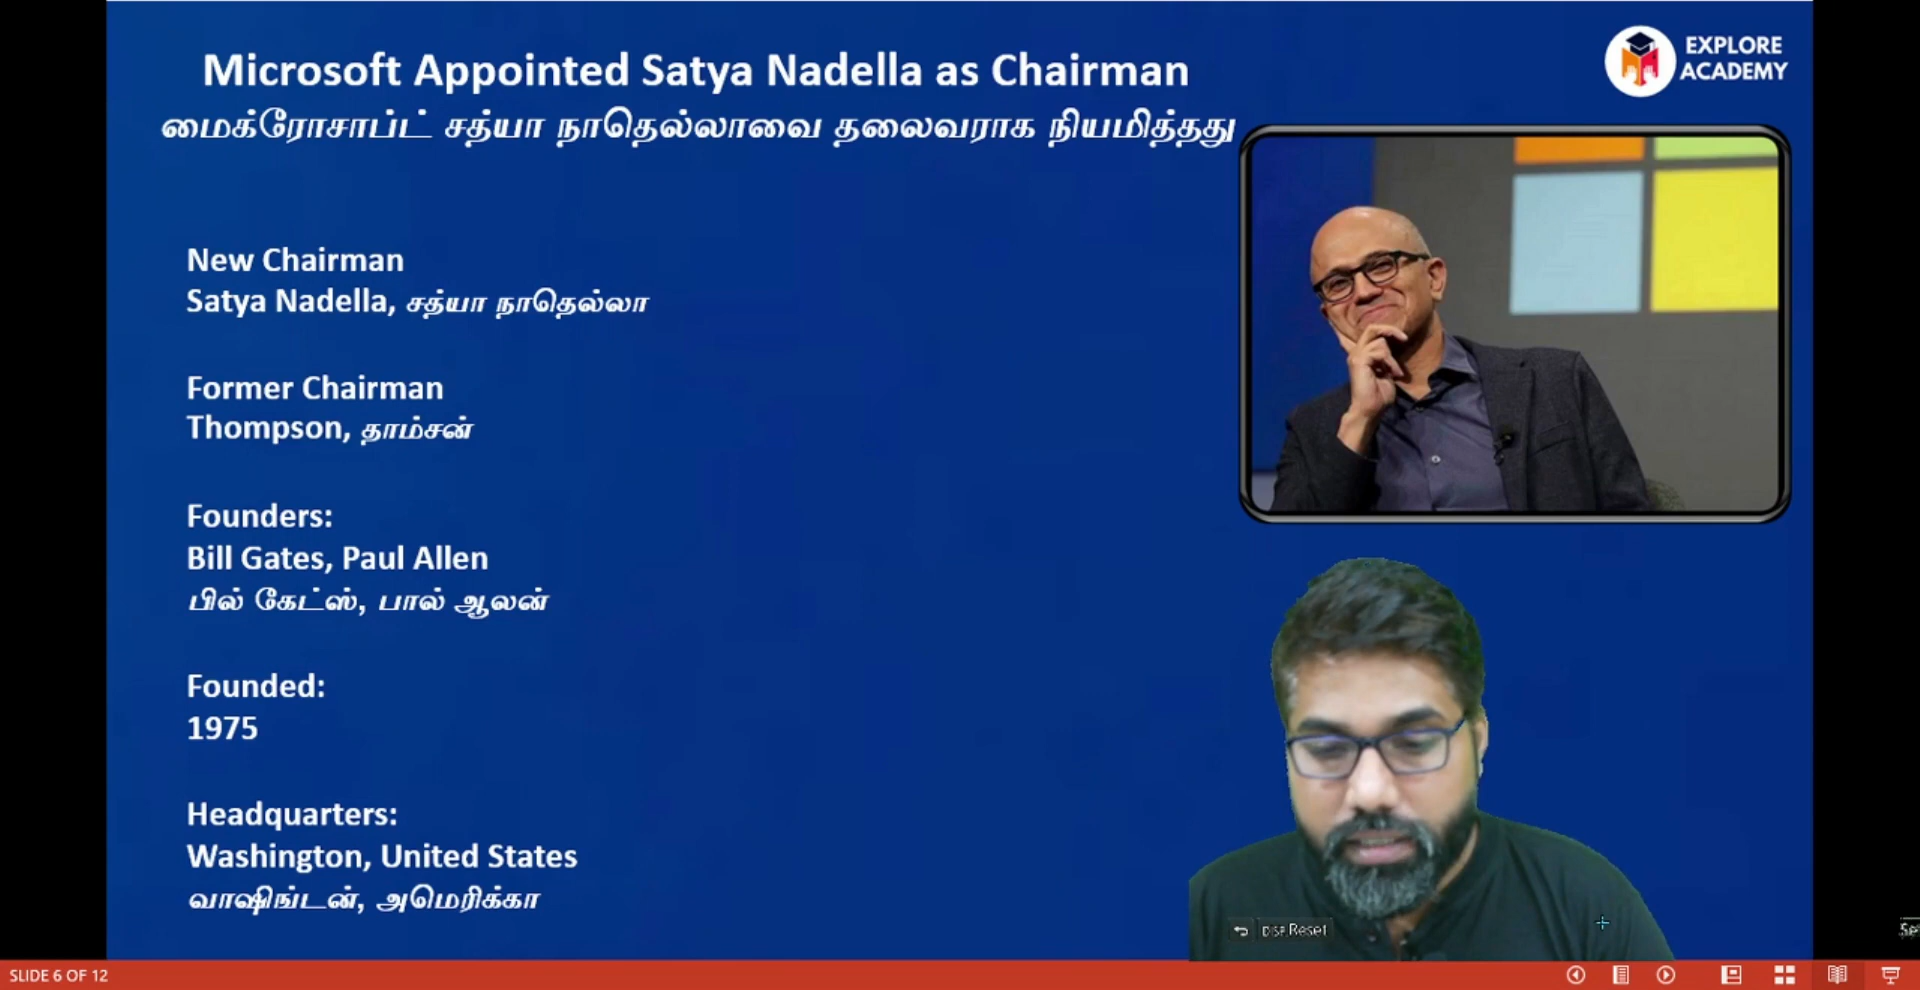 Microsoft Appointed Satya Nadella as Chairman
மைக்ரோசாப்ட் சத்யா நாதெல்லாவை தலைவராக நியமித்தது
EXPLORE
ACADEMY
New Chairman
Satya Nadella, சத்யா நாதெல்லா
Former Chairman
Thompson, தாம்சன்
Founders:
Bill Gates, Paul Allen
பில் கேட்ஸ், பால் ஆலன்
Founded:
1975
Headquarters:
Washington, United States
வாஷிங்டன், அமெரிக்கா
Reset
SLIDE 6 OF 12